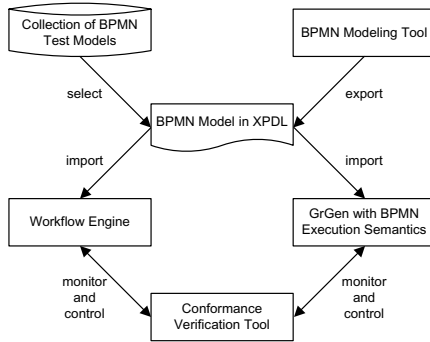 Collection of BPMN
Test Models
BPMN Modeling Tool
select
export
BPMN Model in XPDL
import
import
Workflow Engine
GrGen with BPMN
Execution Semantics
monitor
and
control
monitor
and
control
Conformance
Verification Tool